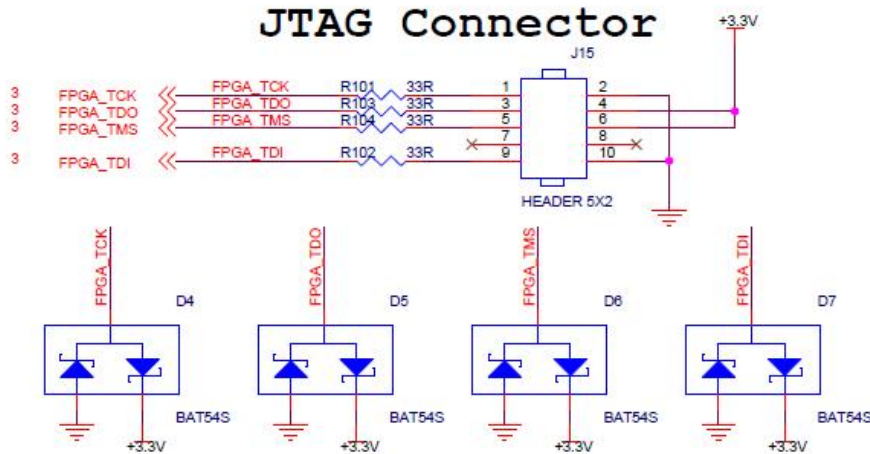 JTAG Connector
+3.3V
J15
3 FPGA_TCK FPGA_TCK R101 33R 1 2
3 FPGA_TDO FPGA_TDO R103 33R 3 4
3 FPGA_TMS FPGA_TMS R104 33R 5 6
7 8
3 FPGA_TDI FPGA_TDI R102 33R 9 10
HEADER 5X2
FPGA_TCK
D4
BAT54S
+3.3V
FPGA_TDO
D5
BAT54S
+3.3V
FPGA_TMS
D6
BAT54S
+3.3V
FPGA_TDI
D7
BAT54S
+3.3V